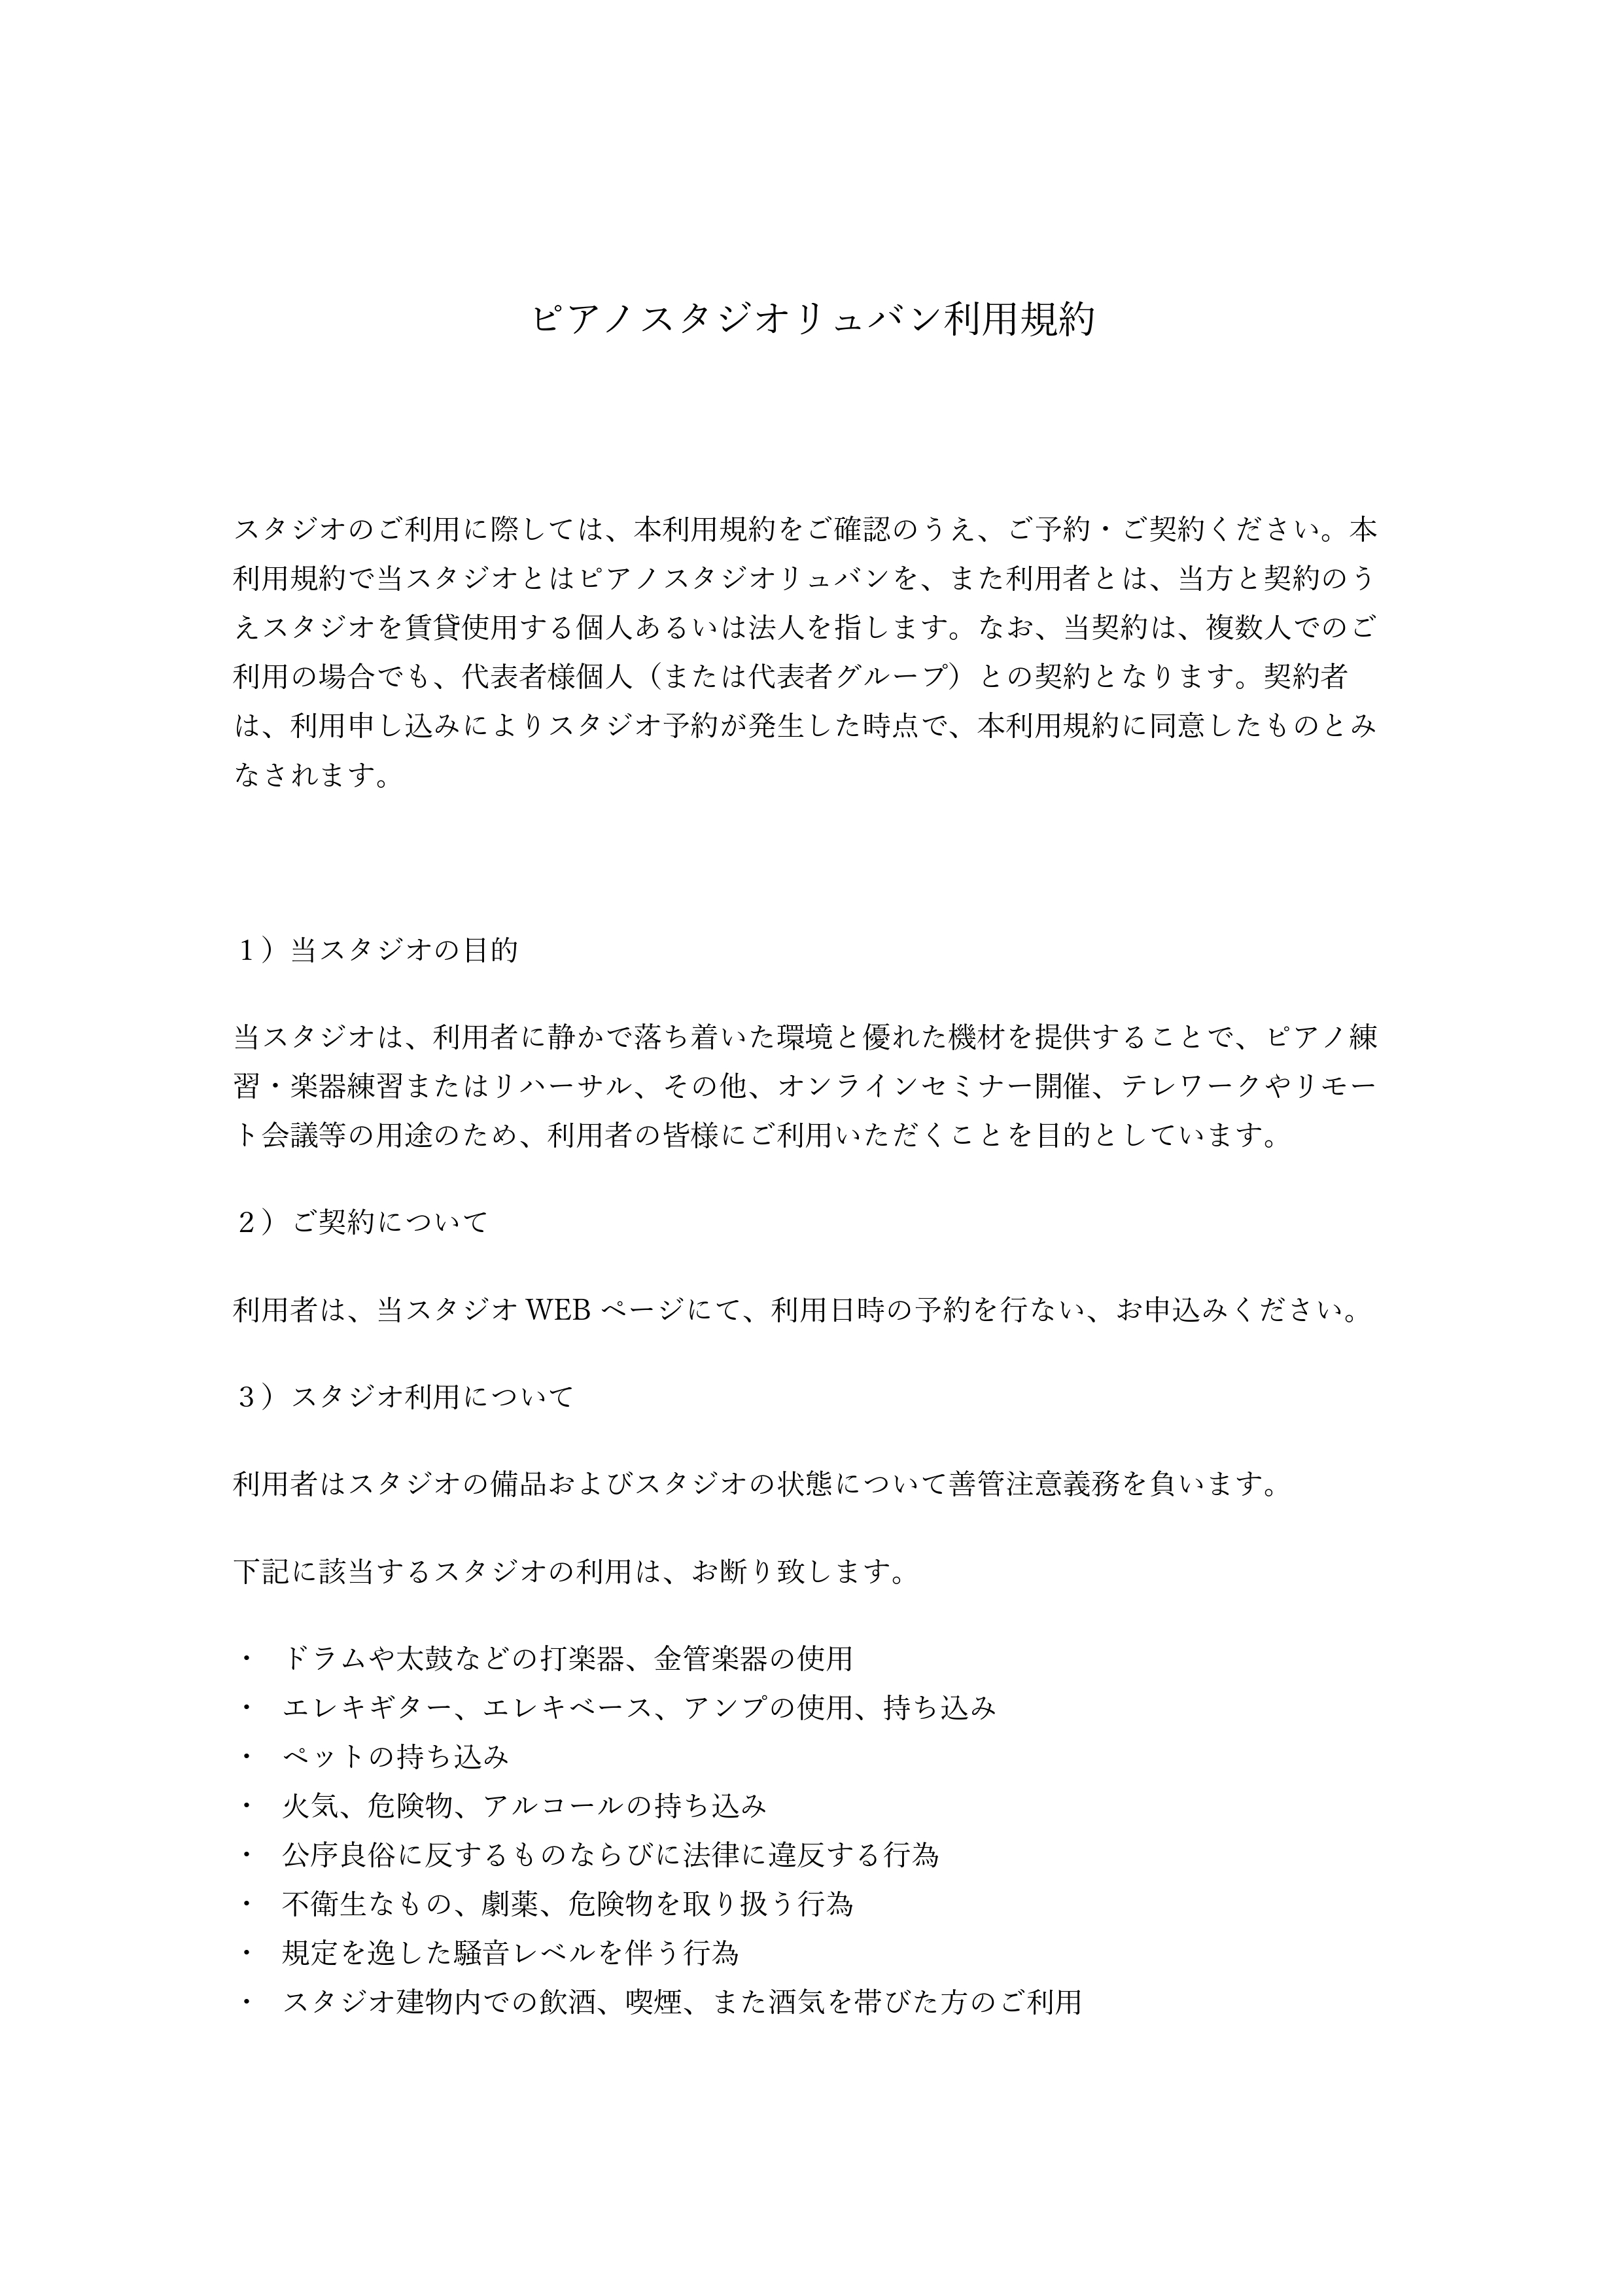 ピアノスタジオリュバン利用規約
スタジオのご利用に際しては、本利用規約をご確認のうえ、ご予約・ご契約ください。本
利用規約で当スタジオとはピアノスタジオリュバンを、また利用者とは、当方と契約のう
えスタジオを賃貸使用する個人あるいは法人を指します。なお、当契約は、複数人でのご
利用の場合でも、代表者様個人（または代表者グループ）との契約となります。契約者
は、利用申し込みによりスタジオ予約が発生した時点で、本利用規約に同意したものとみ
なされます。
１）当スタジオの目的
当スタジオは、利用者に静かで落ち着いた環境と優れた機材を提供することで、ピアノ練
習・楽器練習またはリハーサル、その他、オンラインセミナー開催、テレワークやリモー
ト会議等の用途のため、利用者の皆様にご利用いただくことを目的としています。
２）ご契約について
利用者は、当スタジオ WEB ページにて、利用日時の予約を行ない、お申込みください。
３）スタジオ利用について
利用者はスタジオの備品およびスタジオの状態について善管注意義務を負います。
下記に該当するスタジオの利用は、お断り致します。
・ ドラムや太鼓などの打楽器、金管楽器の使用
・ エレキギター、エレキベース、アンプの使用、持ち込み
・ ペットの持ち込み
・ 火気、危険物、アルコールの持ち込み
・ 公序良俗に反するものならびに法律に違反する行為
・ 不衛生なもの、劇薬、危険物を取り扱う行為
・ 規定を逸した騒音レベルを伴う行為
・ スタジオ建物内での飲酒、喫煙、また酒気を帯びた方のご利用